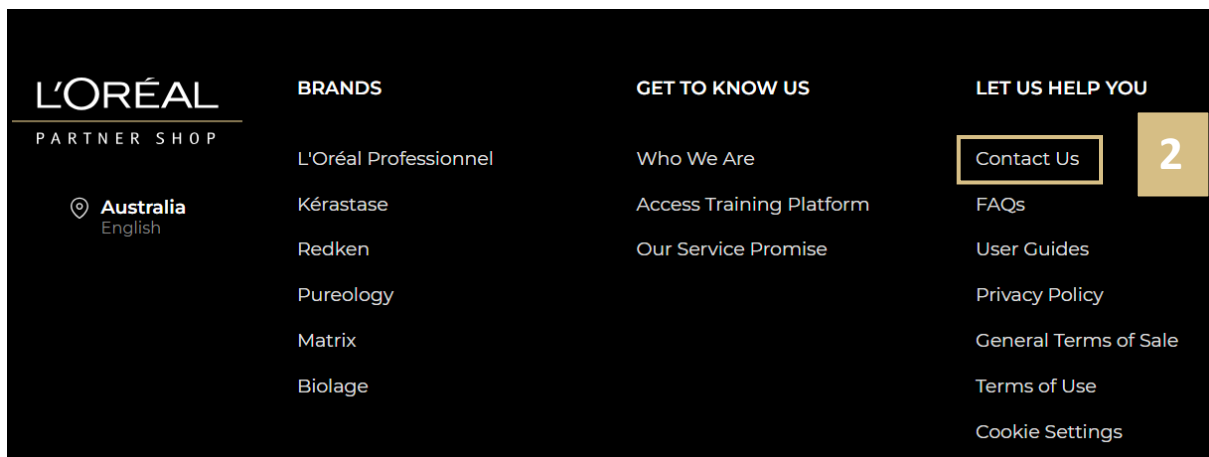 L'ORÉAL
PARTNER SHOP
Australia
English
BRANDS
L'Oréal Professionnel
Kérastase
Redken
Pureology
Matrix
Biolage
GET TO KNOW US
Who We Are
Access Training Platform
Our Service Promise
LET US HELP YOU
Contact Us
2
FAQs
User Guides
Privacy Policy
General Terms of Sale
Terms of Use
Cookie Settings